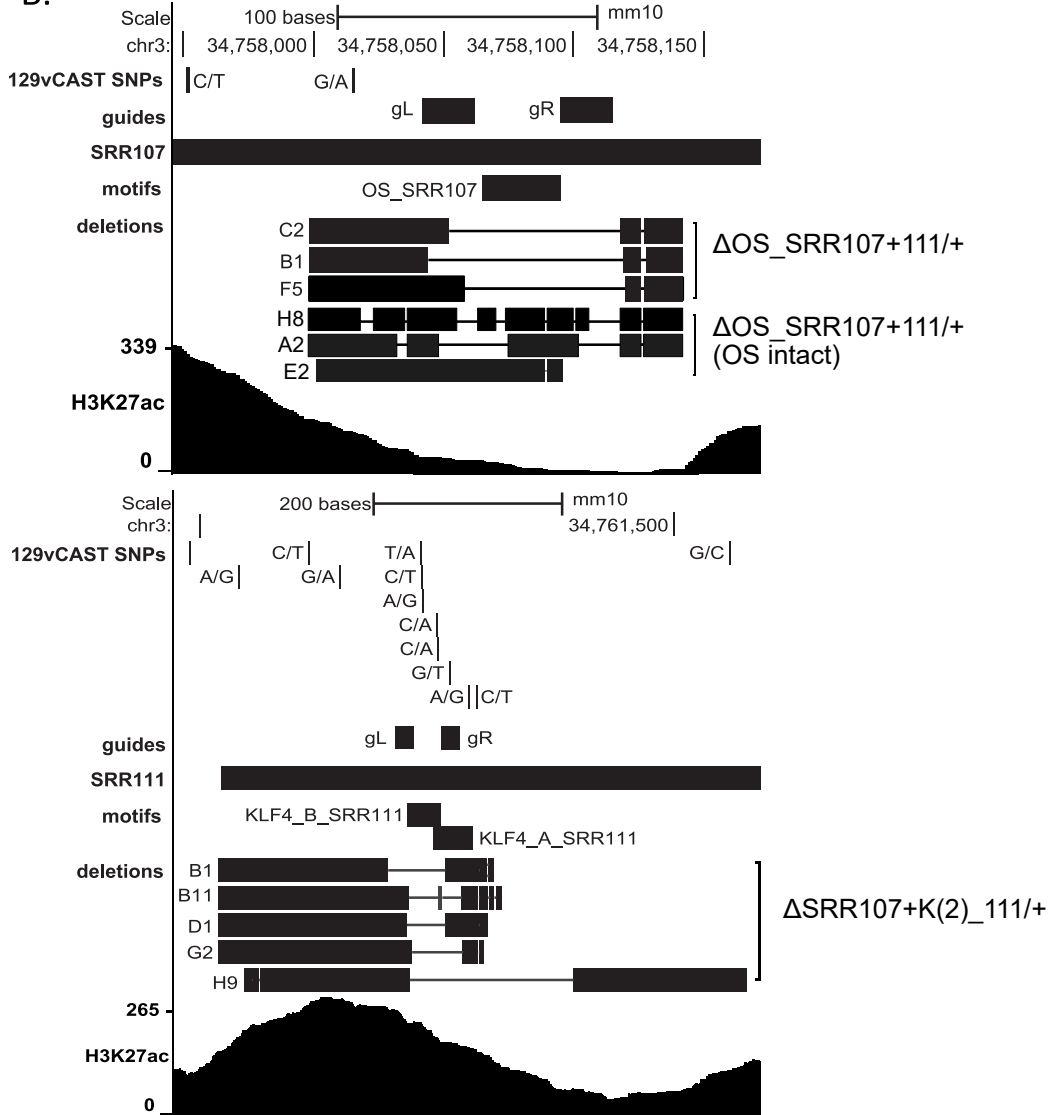 Scale 100 bases mm10
chr3: 34,758,000 34,758,050 34,758,100 34,758,150
129vCAST SNPs C/T G/A
guides gL gR
SRR107
motifs OS_SRR107
deletions
C2
B1
F5
ΔOS_SRR107+111/+
H8
A2
E2
ΔOS_SRR107+111/+
(OS intact)
339
H3K27ac
0
Scale 200 bases mm10
chr3: 34,761,500
129vCAST SNPs C/T T/A G/C
A/G G/A C/T
A/G
C/A
C/A
G/T
A/G C/T
guides gL gR
SRR111
motifs KLF4_B_SRR111
KLF4_A_SRR111
deletions B1
B11
D1
G2
H9
ΔSRR107+K(2)_111/+
265
H3K27ac
0